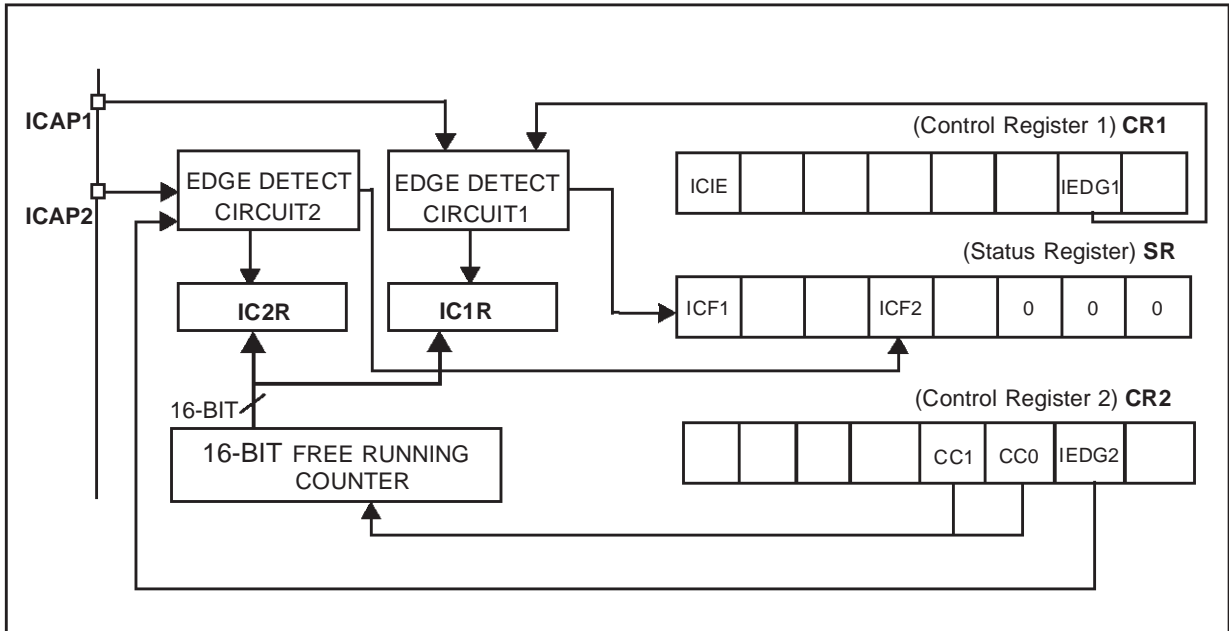 ICAP1
ICAP2
EDGE DETECT
CIRCUIT2
EDGE DETECT
CIRCUIT1
(Control Register 1) CR1
ICIE
IEDG1
(Status Register) SR
IC2R
IC1R
ICF1
ICF2
0
0
0
16-BIT
(Control Register 2) CR2
16-BIT FREE RUNNING
COUNTER
CC1
CC0
IEDG2